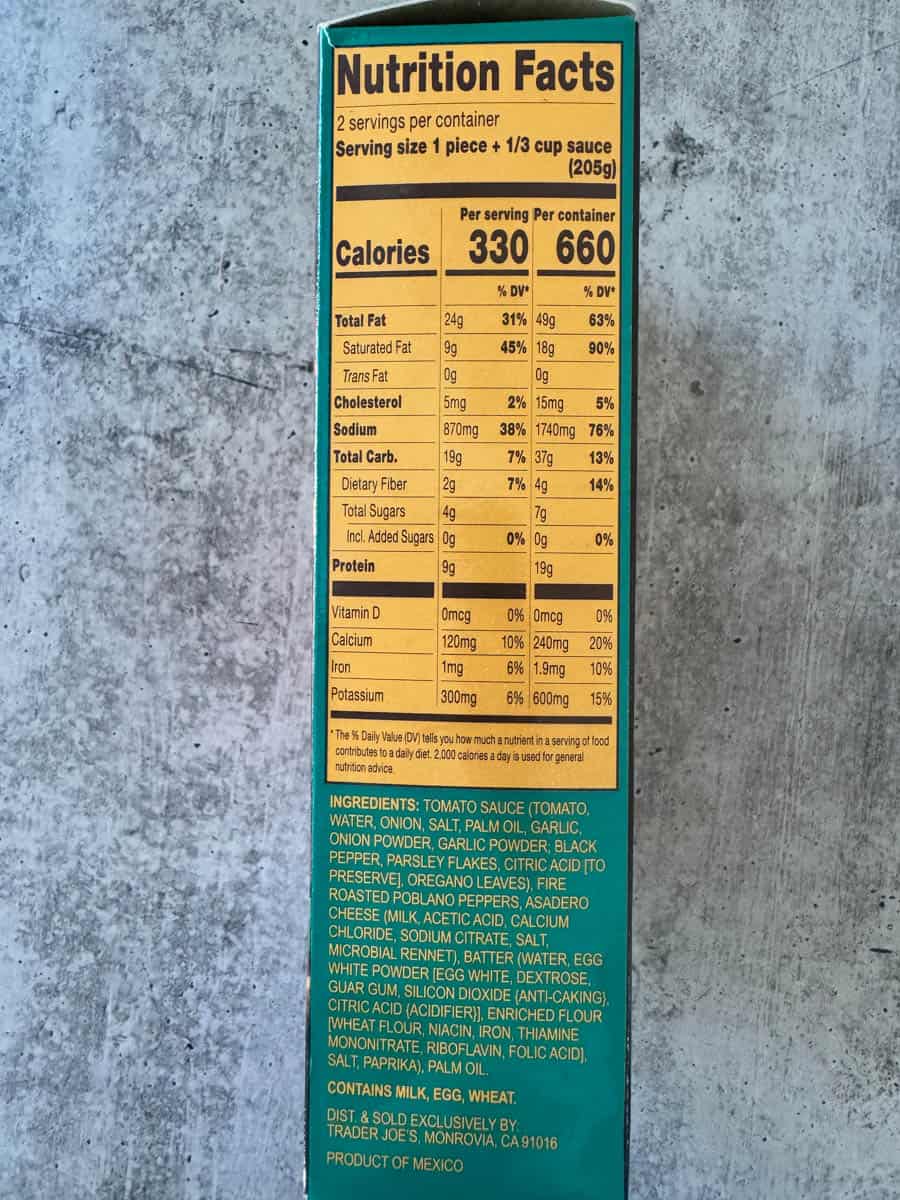 Nutrition Facts
2 servings per container
Serving size 1 piece + 1/3 cup sauce
(205g)
Per serving Per container
Calories 330 660
% DV* % DV*
Total Fat 24g 31% 49g 63%
Saturated Fat 9g 45% 18g 90%
Trans Fat 0g 0g
Cholesterol 5mg 2% 15mg 5%
Sodium 870mg 38% 1740mg 76%
Total Carb. 19g 7% 37g 13%
Dietary Fiber 2g 7% 4g 14%
Total Sugars 4g 7g
Incl. Added Sugars 0g 0% 0g 0%
Protein 9g 19g
Vitamin D 0mcg 0% 0mcg 0%
Calcium 120mg 10% 240mg 20%
Iron 1mg 6% 1.9mg 10%
Potassium 300mg 6% 600mg 15%
* The % Daily Value (DV) tells you how much a nutrient in a serving of food
contributes to a daily diet. 2,000 calories a day is used for general
nutrition advice.
INGREDIENTS: TOMATO SAUCE (TOMATO,
WATER, ONION, SALT, PALM OIL, GARLIC,
ONION POWDER, GARLIC POWDER; BLACK
PEPPER, PARSLEY FLAKES, CITRIC ACID [TO
PRESERVE], OREGANO LEAVES), FIRE
ROASTED POBLANO PEPPERS, ASADERO
CHEESE (MILK, ACETIC ACID, CALCIUM
CHLORIDE, SODIUM CITRATE, SALT,
MICROBIAL RENNET), BATTER (WATER, EGG
WHITE POWDER [EGG WHITE, DEXTROSE,
GUAR GUM, SILICON DIOXIDE {ANTI-CAKING},
CITRIC ACID {ACIDIFIER}], ENRICHED FLOUR
[WHEAT FLOUR, NIACIN, IRON, THIAMINE
MONONITRATE, RIBOFLAVIN, FOLIC ACID],
SALT, PAPRIKA), PALM OIL.
CONTAINS MILK, EGG, WHEAT.
DIST. & SOLD EXCLUSIVELY BY:
TRADER JOE'S, MONROVIA, CA 91016
PRODUCT OF MEXICO